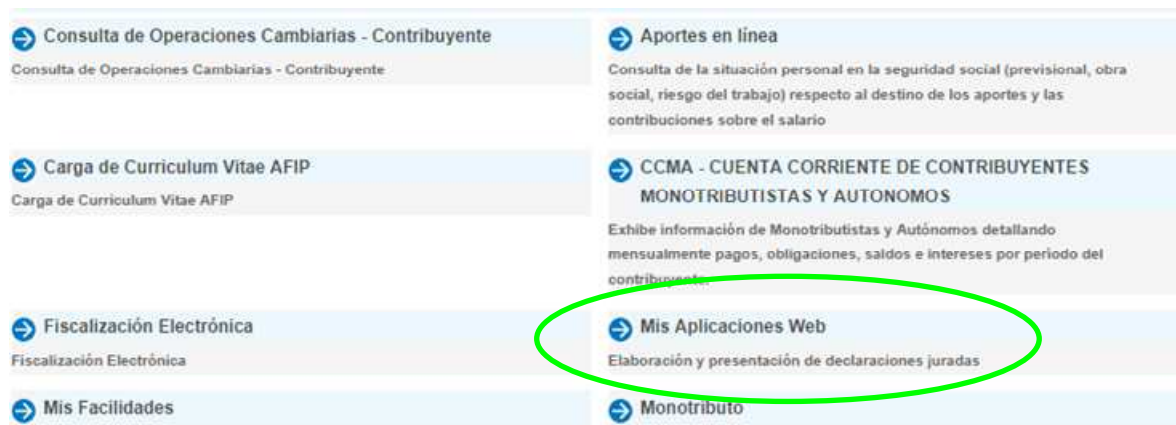 Consulta de Operaciones Cambiarias - Contribuyente
Consulta de Operaciones Cambiarias - Contribuyente
Aportes en línea
Consulta de la situación personal en la seguridad social (previsional, obra
social, riesgo del trabajo) respecto al destino de los aportes y las
contribuciones sobre el salario
Carga de Curriculum Vitae AFIP
Carga de Curriculum Vitae AFIP
CCMA - CUENTA CORRIENTE DE CONTRIBUYENTES
MONOTRIBUTISTAS Y AUTONOMOS
Exhibe información de Monotributistas y Autónomos detallando
mensualmente pagos, obligaciones, saldos e intereses por período del
contribuyente.
Fiscalización Electrónica
Fiscalización Electrónica
Mis Aplicaciones Web
Elaboración y presentación de declaraciones juradas
Mis Facilidades
Monotributo